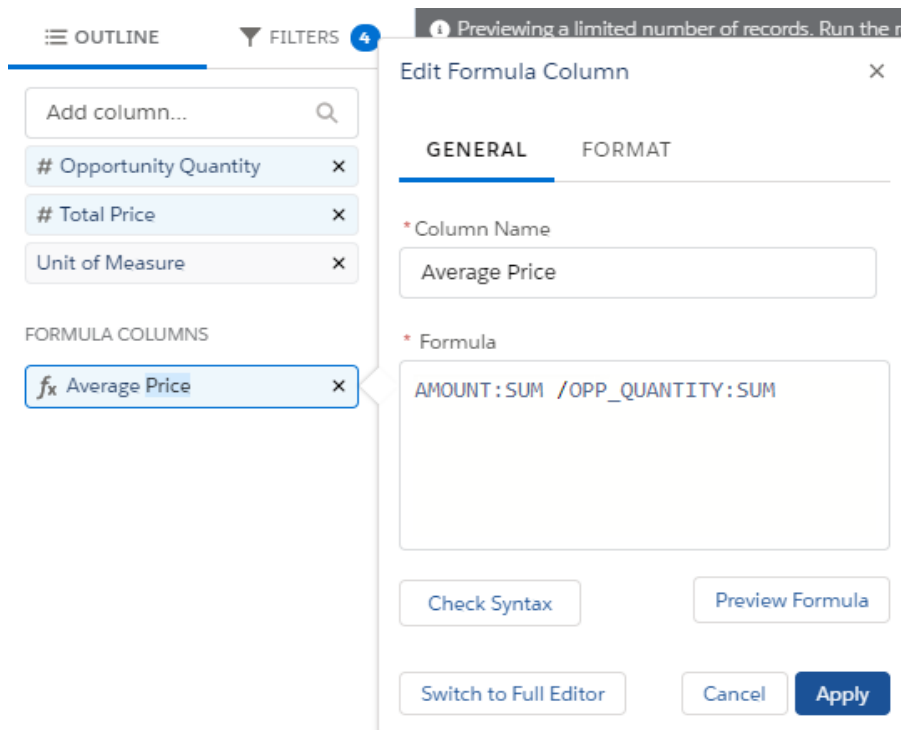 OUTLINE
FILTERS 4
Previewing a limited number of records. Run the
Add column...
# Opportunity Quantity
# Total Price
Unit of Measure
FORMULA COLUMNS
fx Average Price
Edit Formula Column
GENERAL
FORMAT
* Column Name
Average Price
* Formula
AMOUNT:SUM /OPP_QUANTITY:SUM
Check Syntax
Preview Formula
Switch to Full Editor
Cancel
Apply